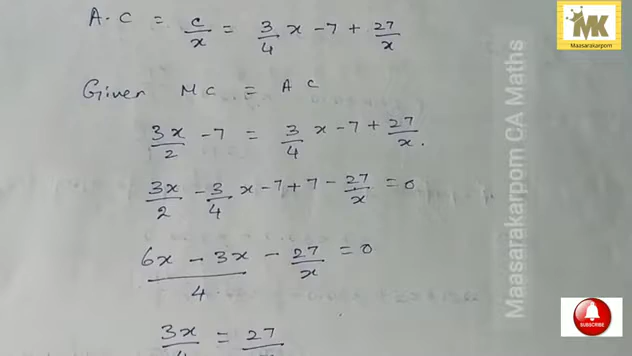 A.C = c/x = 3/4 x - 7 + 27/x
MK
Maasarakarpom
Given MC = AC
3x/2 - 7 = 3/4 x - 7 + 27/x.
3x/2 - 3/4 x - 7 + 7 - 27/x = 0
6x - 3x/4 - 27/x = 0
3x = 27
Maasarakarpom CA Maths
SUBSCRIBE